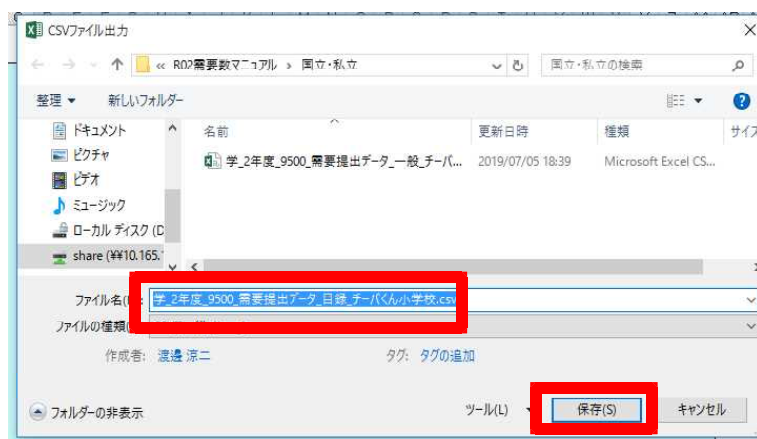 CSVファイル出力
« R02需要数マニュアル › 国立・私立
国立・私立の検索
整理 新しいフォルダー
ドキュメント
ピクチャ
ビデオ
ミュージック
ローカル ディスク (D
share (¥¥10.165.
名前 更新日時 種類 サイズ
学_2年度_9500_需要提出データ_一般_チーバ... 2019/07/05 18:39 Microsoft Excel CS...
ファイル名( 学_2年度_9500_需要提出データ_目録_チーバくん小学校.csv
ファイルの種類(
作成者: 渡邉 涼二 タグ: タグの追加
フォルダーの非表示 ツール(L) 保存(S) キャンセル